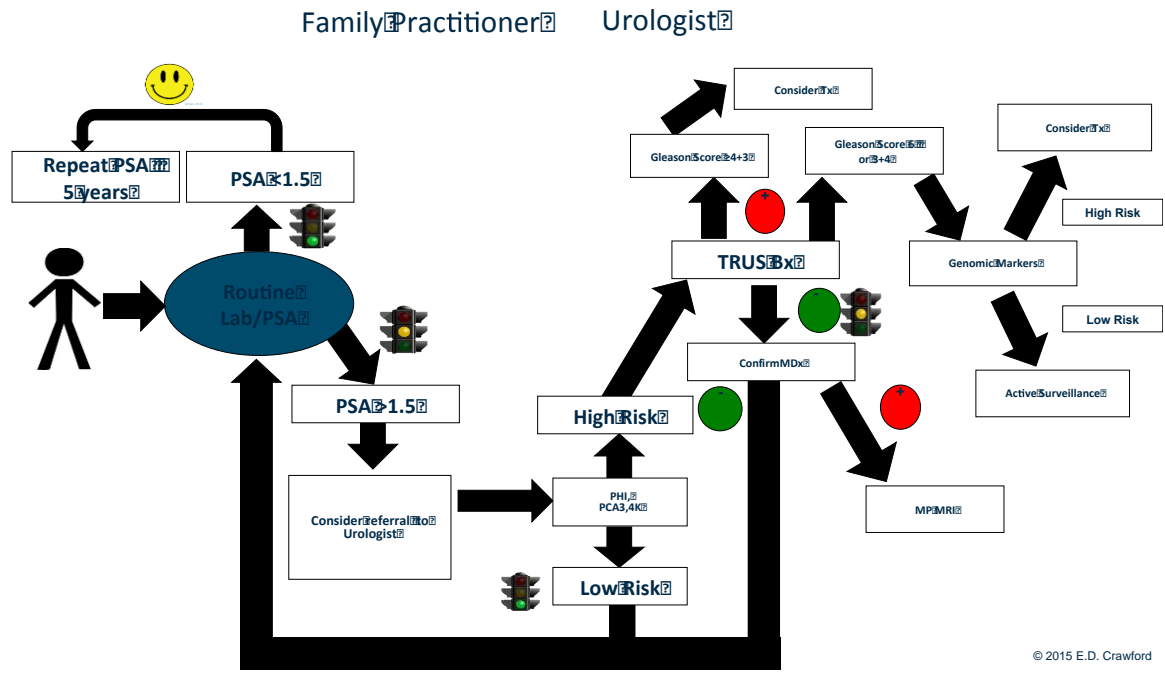 Family Practitioner
Urologist
Consider Tx
Consider Tx
Repeat PSA
5 years
PSA <1.5
Gleason Score ≥4+3
Gleason Score 6
or 3+4
High Risk
TRUS Bx
Genomic Markers
Routine
Lab/PSA
+
-
Low Risk
ConfirmMDx
Active Surveillance
PSA >1.5
High Risk
-
+
PHI,
PCA3,4K
MP MRI
Consider referral to
Urologist
Low Risk
© 2015 E.D. Crawford